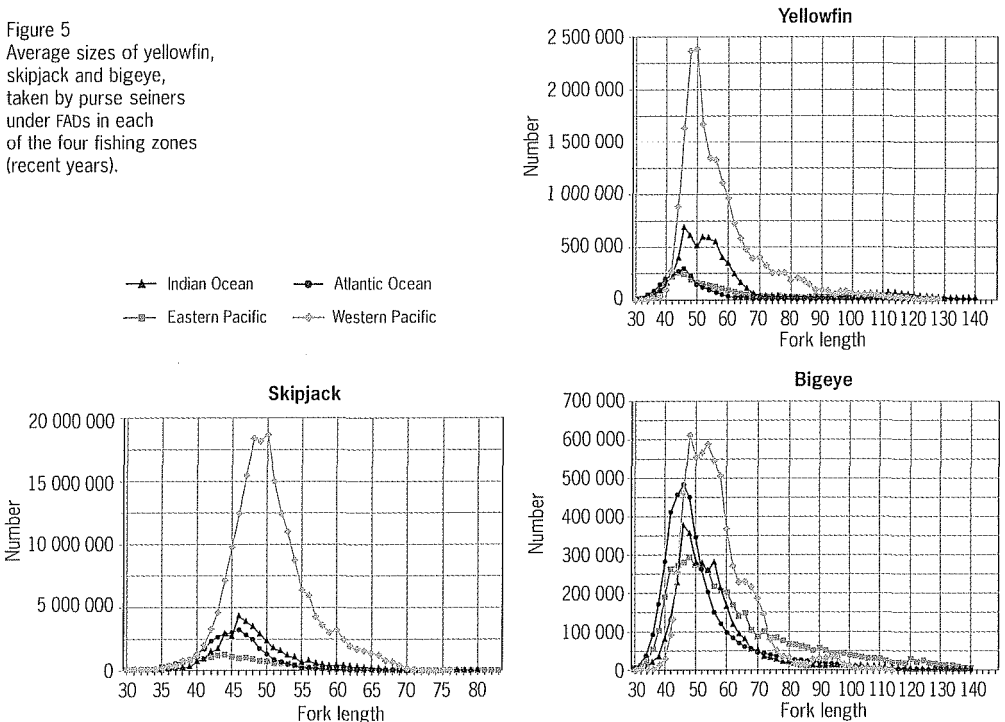 Figure 5
Average sizes of yellowfin,
skipjack and bigeye,
taken by purse seiners
under FADs in each
of the four fishing zones
(recent years).
Indian Ocean
Atlantic Ocean
Eastern Pacific
Western Pacific
Yellowfin
2 500 000
2 000 000
1 500 000
1 000 000
500 000
0
Number
30 40 50 60 70 80 90 100 110 120 130 140
Fork length
Skipjack
20 000 000
15 000 000
10 000 000
5 000 000
0
Number
30 35 40 45 50 55 60 65 70 75 80
Fork length
Bigeye
700 000
600 000
500 000
400 000
300 000
200 000
100 000
0
Number
30 40 50 60 70 80 90 100 110 120 130 140
Fork length